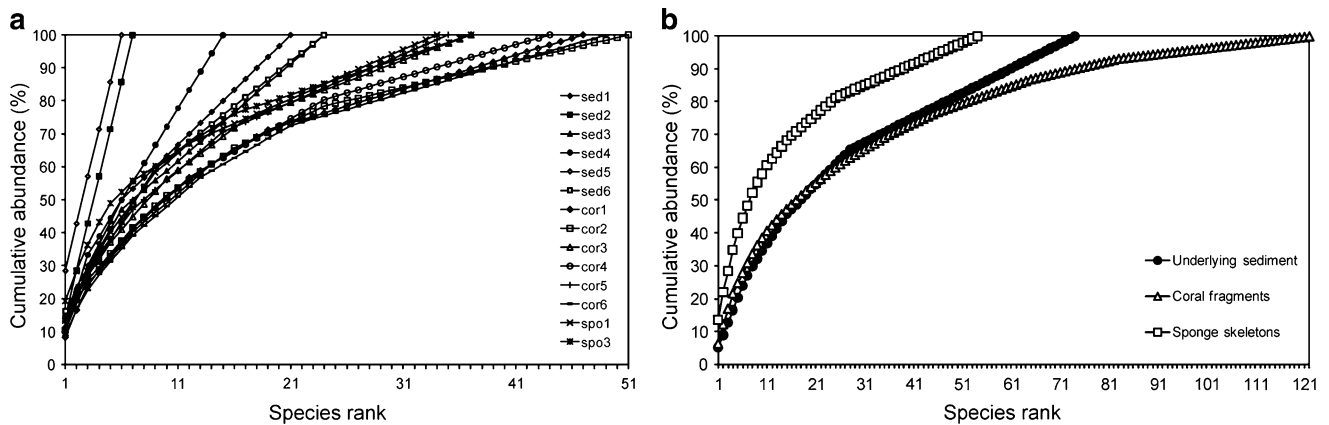 a
Cumulative abundance (%)
100
90
80
70
60
50
40
30
20
10
0
1 11 21 31 41 51
Species rank
sed1
sed2
sed3
sed4
sed5
sed6
cor1
cor2
cor3
cor4
cor5
cor6
spo1
spo3
b
Cumulative abundance (%)
100
90
80
70
60
50
40
30
20
10
0
1 11 21 31 41 51 61 71 81 91 101 111 121
Species rank
Underlying sediment
Coral fragments
Sponge skeletons